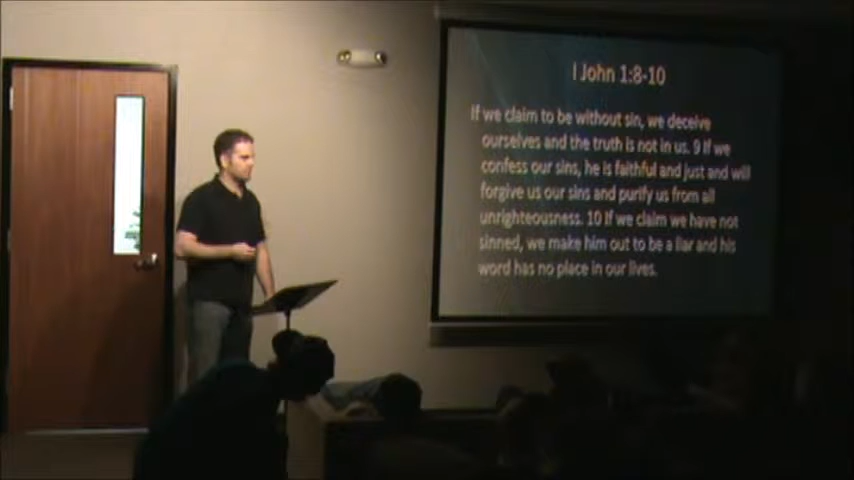 I John 1:8-10
If we claim to be without sin, we deceive
ourselves and the truth is not in us. 9 If we
confess our sins, he is faithful and just and will
forgive us our sins and purify us from all
unrighteousness. 10 If we claim we have not
sinned, we make him out to be a liar and his
word has no place in our lives.